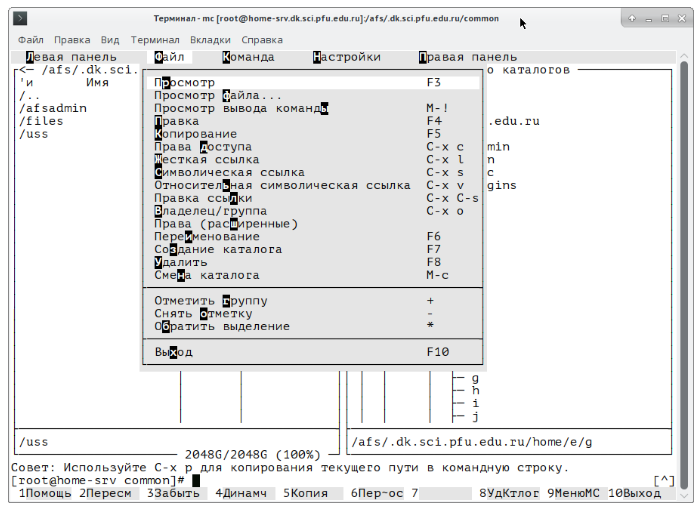 Терминал - mc [root@home-srv.dk.sci.pfu.edu.ru]:/afs/.dk.sci.pfu.edu.ru/common
Файл Правка Вид Терминал Вкладки Справка
Левая панель Файл Команда Настройки Правая панель
<— /afs/.dk.sci. о каталогов
'и Имя
/..
/afsadmin
/files .edu.ru
/uss
min
n
c
gins
Просмотр F3
Просмотр файла...
Просмотр вывода команды M-!
Правка F4
Копирование F5
Права доступа C-x c
Жесткая ссылка C-x l
Символическая ссылка C-x s
Относительная символическая ссылка C-x v
Правка ссылки C-x C-s
Владелец/группа C-x o
Права (расширенные)
Переименование F6
Создание каталога F7
Удалить F8
Смена каталога M-c
Отметить группу +
Снять отметку -
Обратить выделение *
Выход F10
g
h
i
j
/uss /afs/.dk.sci.pfu.edu.ru/home/e/g
2048G/2048G (100%)
Совет: Используйте C-x p для копирования текущего пути в командную строку.
[root@home-srv common]# [^]
1Помощь 2Пересм 3Забыть 4Динамч 5Копия 6Пер~ос 7 8УдКтлог 9МенюMC 10Выход